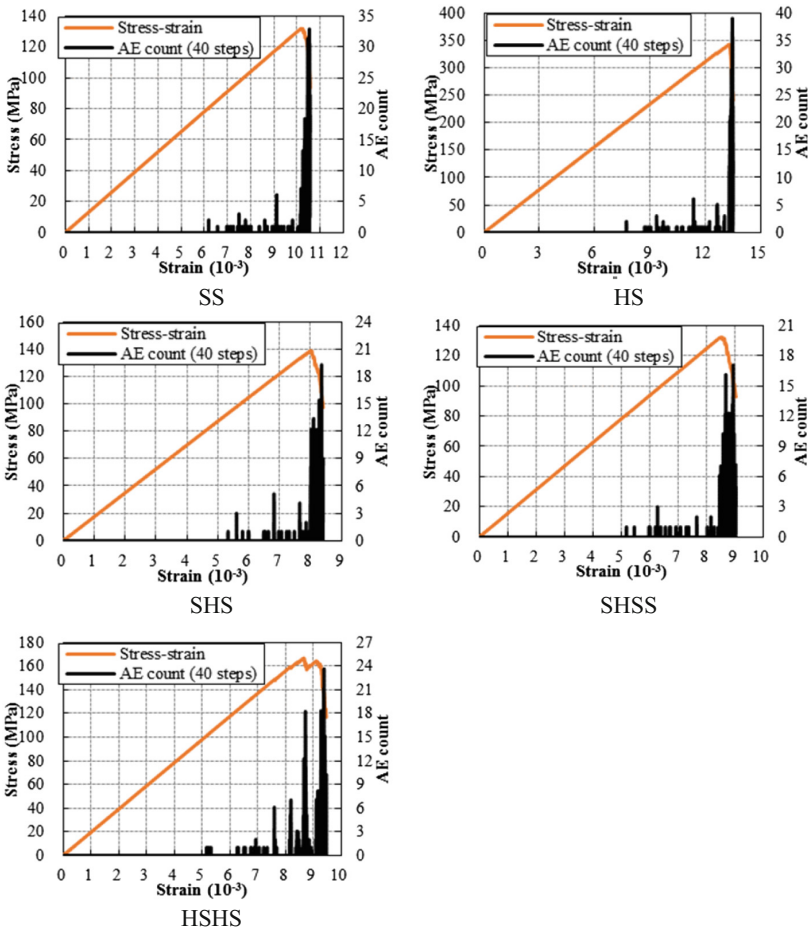 140
120
100
80
60
40
20
0
Stress (MPa)
Stress-strain
AE count (40 steps)
35
30
25
20
15
10
5
0
AE count
0 1 2 3 4 5 6 7 8 9 10 11 12
Strain (10-3)
SS
400
350
300
250
200
150
100
50
0
Stress (MPa)
Stress-strain
AE count (40 steps)
40
35
30
25
20
15
10
5
0
AE count
0 3 6 9 12 15
Strain (10-3)
HS
160
140
120
100
80
60
40
20
0
Stress (MPa)
Stress-strain
AE count (40 steps)
24
21
18
15
12
9
6
3
0
AE count
0 1 2 3 4 5 6 7 8 9
Strain (10-3)
SHS
140
120
100
80
60
40
20
0
Stress (MPa)
Stress-strain
AE count (40 steps)
21
18
15
12
9
6
3
0
AE count
0 1 2 3 4 5 6 7 8 9 10
Strain (10-3)
SHSS
180
160
140
120
100
80
60
40
20
0
Stress (MPa)
Stress-strain
AE count (40 steps)
27
24
21
18
15
12
9
6
3
0
AE count
0 1 2 3 4 5 6 7 8 9 10
Strain (10-3)
HSHS